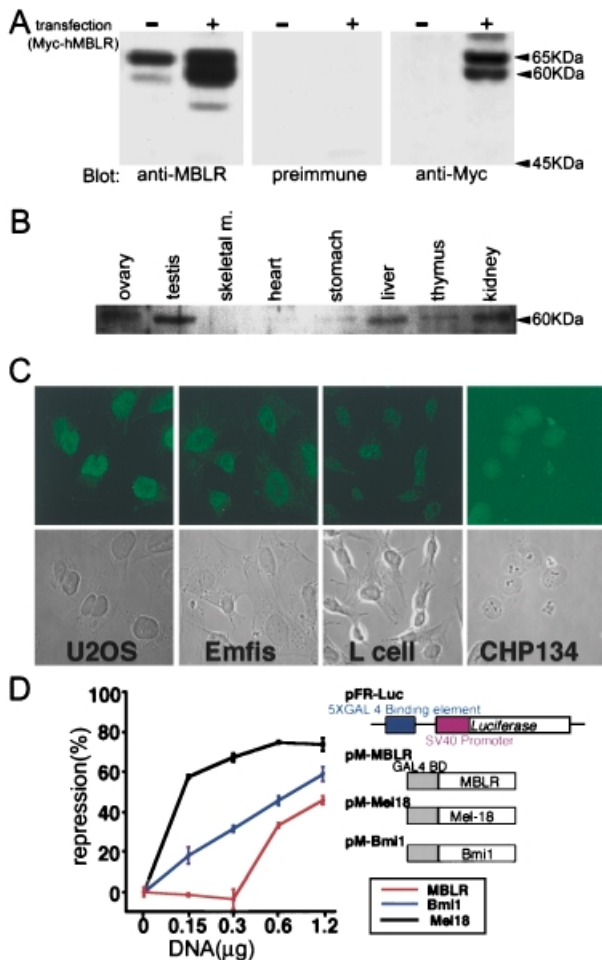 A
transfection - + - + - +
(Myc-hMBLR)
65KDa
60KDa
45KDa
Blot: anti-MBLR preimmune anti-Myc
B
ovary testis skeletal m. heart stomach liver thymus kidney
60KDa
C
U2OS Emfis L cell CHP134
D
repression(%)
100
80
60
40
20
0
0 0.15 0.3 0.6 1.2
DNA(μg)
pFR-Luc
5XGAL 4 Binding element
Luciferase
SV40 Promoter
pM-MBLR
GAL4 BD
MBLR
pM-Mel18
Mel-18
pM-Bmi1
Bmi1
MBLR
Bmi1
Mel18